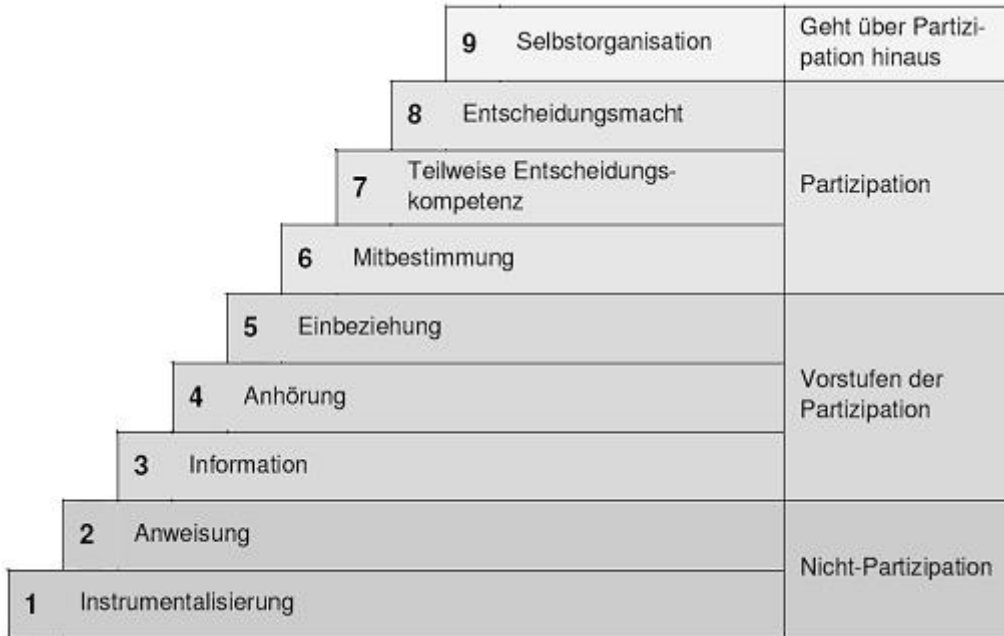 9 Selbstorganisation
Geht über Partizi-
pation hinaus
8 Entscheidungsmacht
7 Teilweise Entscheidungs-
kompetenz
Partizipation
6 Mitbestimmung
5 Einbeziehung
4 Anhörung
Vorstufen der
Partizipation
3 Information
2 Anweisung
Nicht-Partizipation
1 Instrumentalisierung